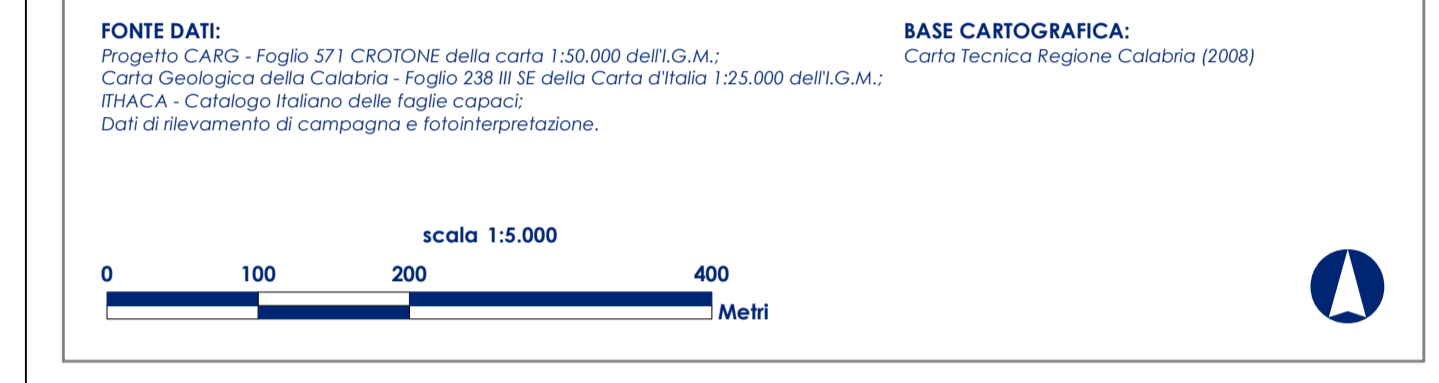 FONTE DATI:
Progetto CARG - Foglio 571 CROTONE della carta 1:50.000 dell'I.G.M.;
Carta Geologica della Calabria - Foglio 238 III SE della Carta d'Italia 1:25.000 dell'I.G.M.;
ITHACA - Catalogo Italiano delle faglie capaci;
Dati di rilevamento di campagna e fotointerpretazione.
BASE CARTOGRAFICA:
Carta Tecnica Regione Calabria (2008)
scala 1:5.000
0 100 200 400
Metri